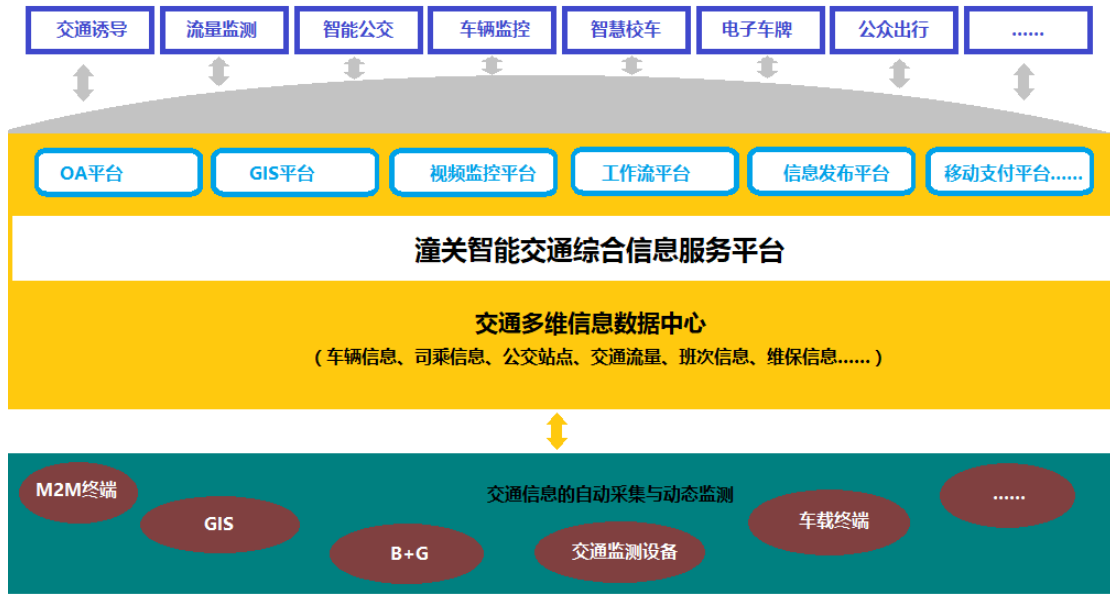 交通诱导
流量监测
智能公交
车辆监控
智慧校车
电子车牌
公众出行
......
OA平台
GIS平台
视频监控平台
工作流平台
信息发布平台
移动支付平台......
潼关智能交通综合信息服务平台
交通多维信息数据中心
（车辆信息、司乘信息、公交站点、交通流量、班次信息、维保信息......）
交通信息的自动采集与动态监测
M2M终端
GIS
B+G
交通监测设备
车载终端
......